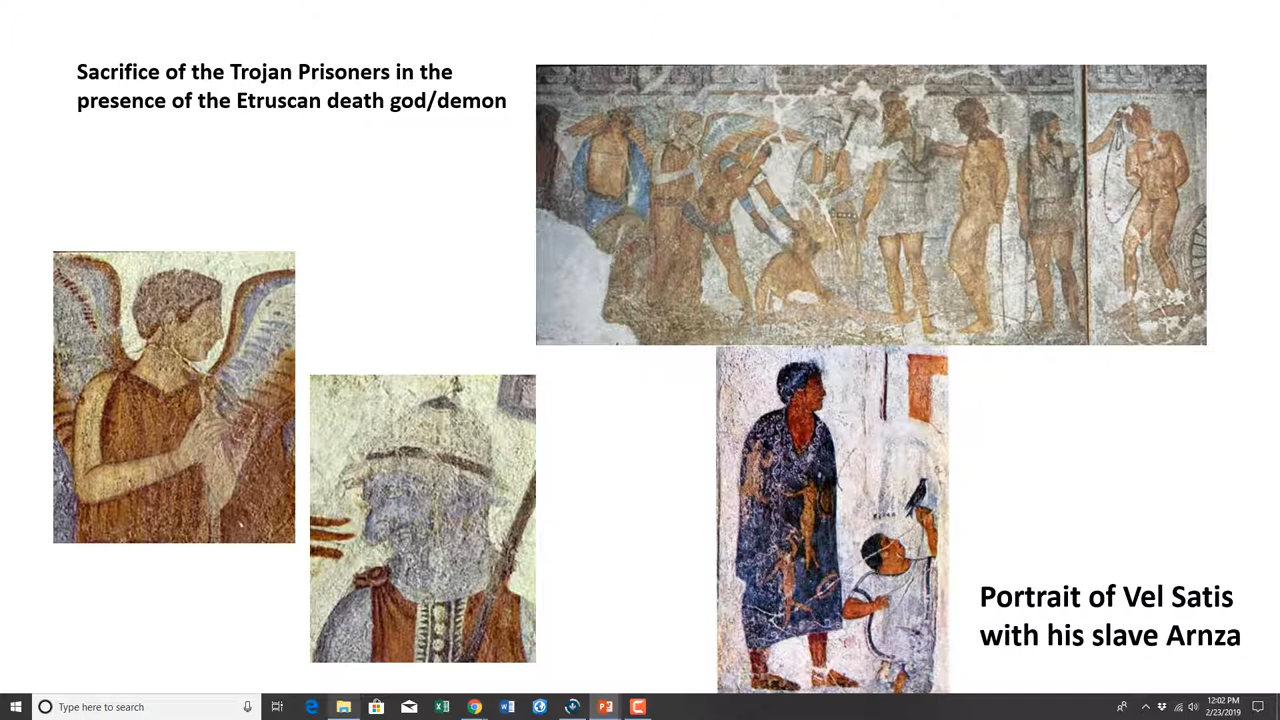 Sacrifice of the Trojan Prisoners in the
presence of the Etruscan death god/demon
Portrait of Vel Satis
with his slave Arnza
Type here to search
12:02 PM
2/23/2019